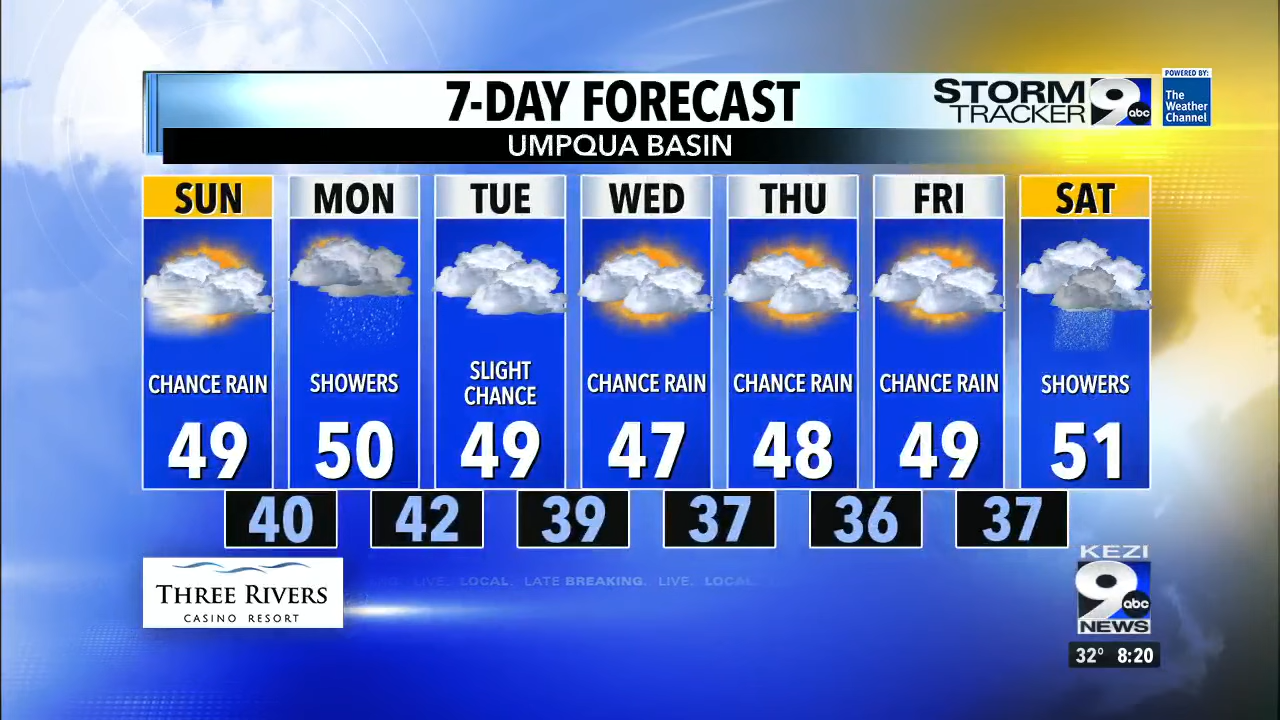 7-DAY FORECAST
UMPQUA BASIN
STORM
TRACKER
9
abc
POWERED BY:
The
Weather
Channel
SUN MON TUE WED THU FRI SAT
CHANCE RAIN
SHOWERS
SLIGHT
CHANCE
CHANCE RAIN
CHANCE RAIN
CHANCE RAIN
SHOWERS
49 50 49 47 48 49 51
40 42 39 37 36 37
THREE RIVERS
CASINO RESORT
LIVE. LOCAL. LATE BREAKING. LIVE. LOCAL.
KEZI
9
abc
NEWS
32° 8:20